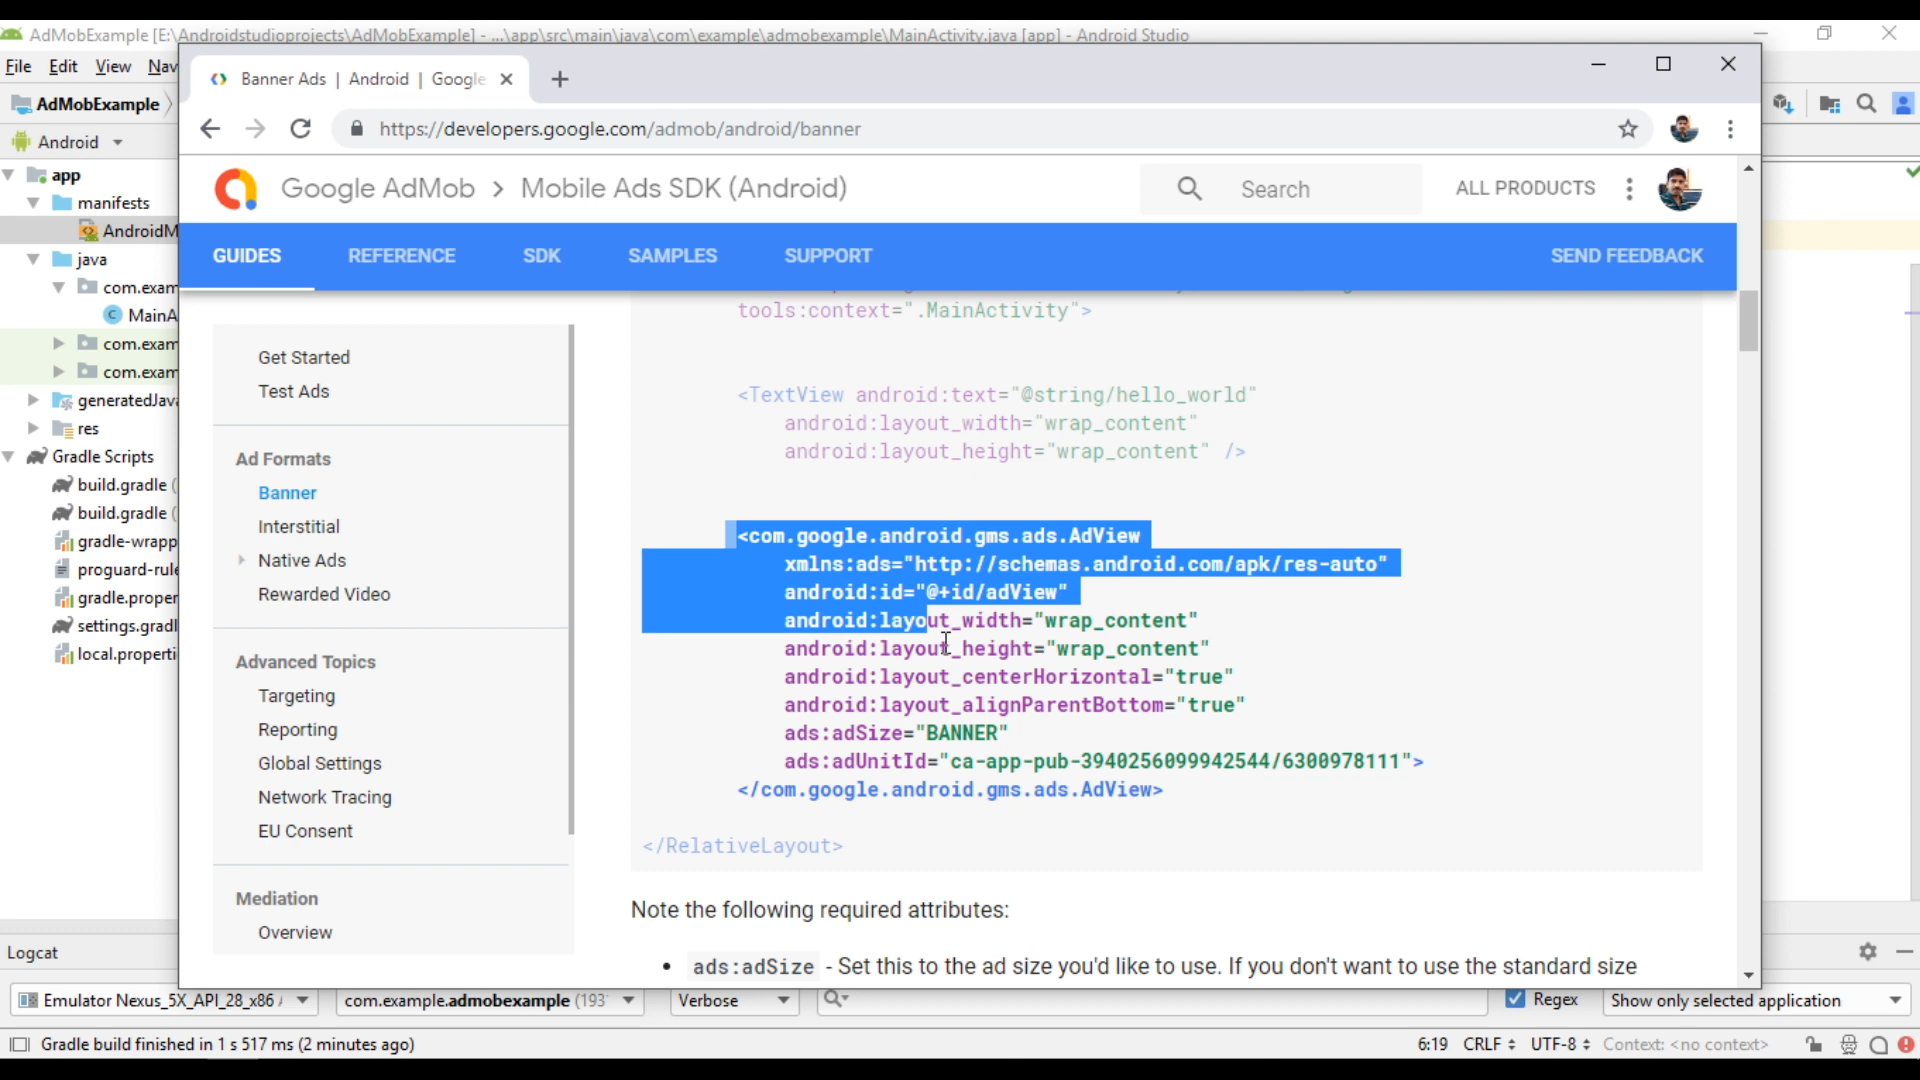 AdMobExample [E:\Androidstudioprojects\AdMobExample] - ...\app\src\main\java\com\example\admobexample\MainActivity.java [app] - Android Studio
File Edit View Nav
Banner Ads | Android | Google
AdMobExample
https://developers.google.com/admob/android/banner
Android
Google AdMob > Mobile Ads SDK (Android)
Search
ALL PRODUCTS
GUIDES
REFERENCE
SDK
SAMPLES
SUPPORT
SEND FEEDBACK
app
manifests
AndroidM
java
com.exam
MainA
com.exam
com.exam
generatedJava
res
Gradle Scripts
build.gradle (
build.gradle (
gradle-wrapp
proguard-rule
gradle.proper
settings.gradl
local.properti
Get Started
Test Ads
Ad Formats
Banner
Interstitial
Native Ads
Rewarded Video
Advanced Topics
Targeting
Reporting
Global Settings
Network Tracing
EU Consent
Mediation
Overview
tools:context=".MainActivity">
<TextView android:text="@string/hello_world"
android:layout_width="wrap_content"
android:layout_height="wrap_content" />
<com.google.android.gms.ads.AdView
xmlns:ads="http://schemas.android.com/apk/res-auto"
android:id="@+id/adView"
android:layout_width="wrap_content"
android:layout_height="wrap_content"
android:layout_centerHorizontal="true"
android:layout_alignParentBottom="true"
ads:adSize="BANNER"
ads:adUnitId="ca-app-pub-3940256099942544/6300978111">
</com.google.android.gms.ads.AdView>
</RelativeLayout>
Note the following required attributes:
• ads:adSize - Set this to the ad size you'd like to use. If you don't want to use the standard size
Logcat
Emulator Nexus_5X_API_28_x86
com.example.admobexample (193
Verbose
Regex
Show only selected application
Gradle build finished in 1 s 517 ms (2 minutes ago)
6:19 CRLF UTF-8 Context: <no context>